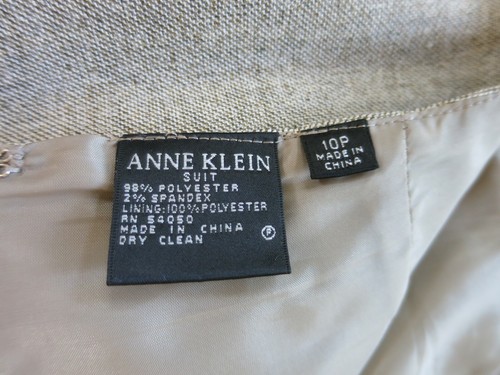 ANNE KLEIN
SUIT
98% POLYESTER
2% SPANDEX
LINING:100%POLYESTER
RN 54050
MADE IN CHINA
DRY CLEAN
P
10P
MADE IN
CHINA